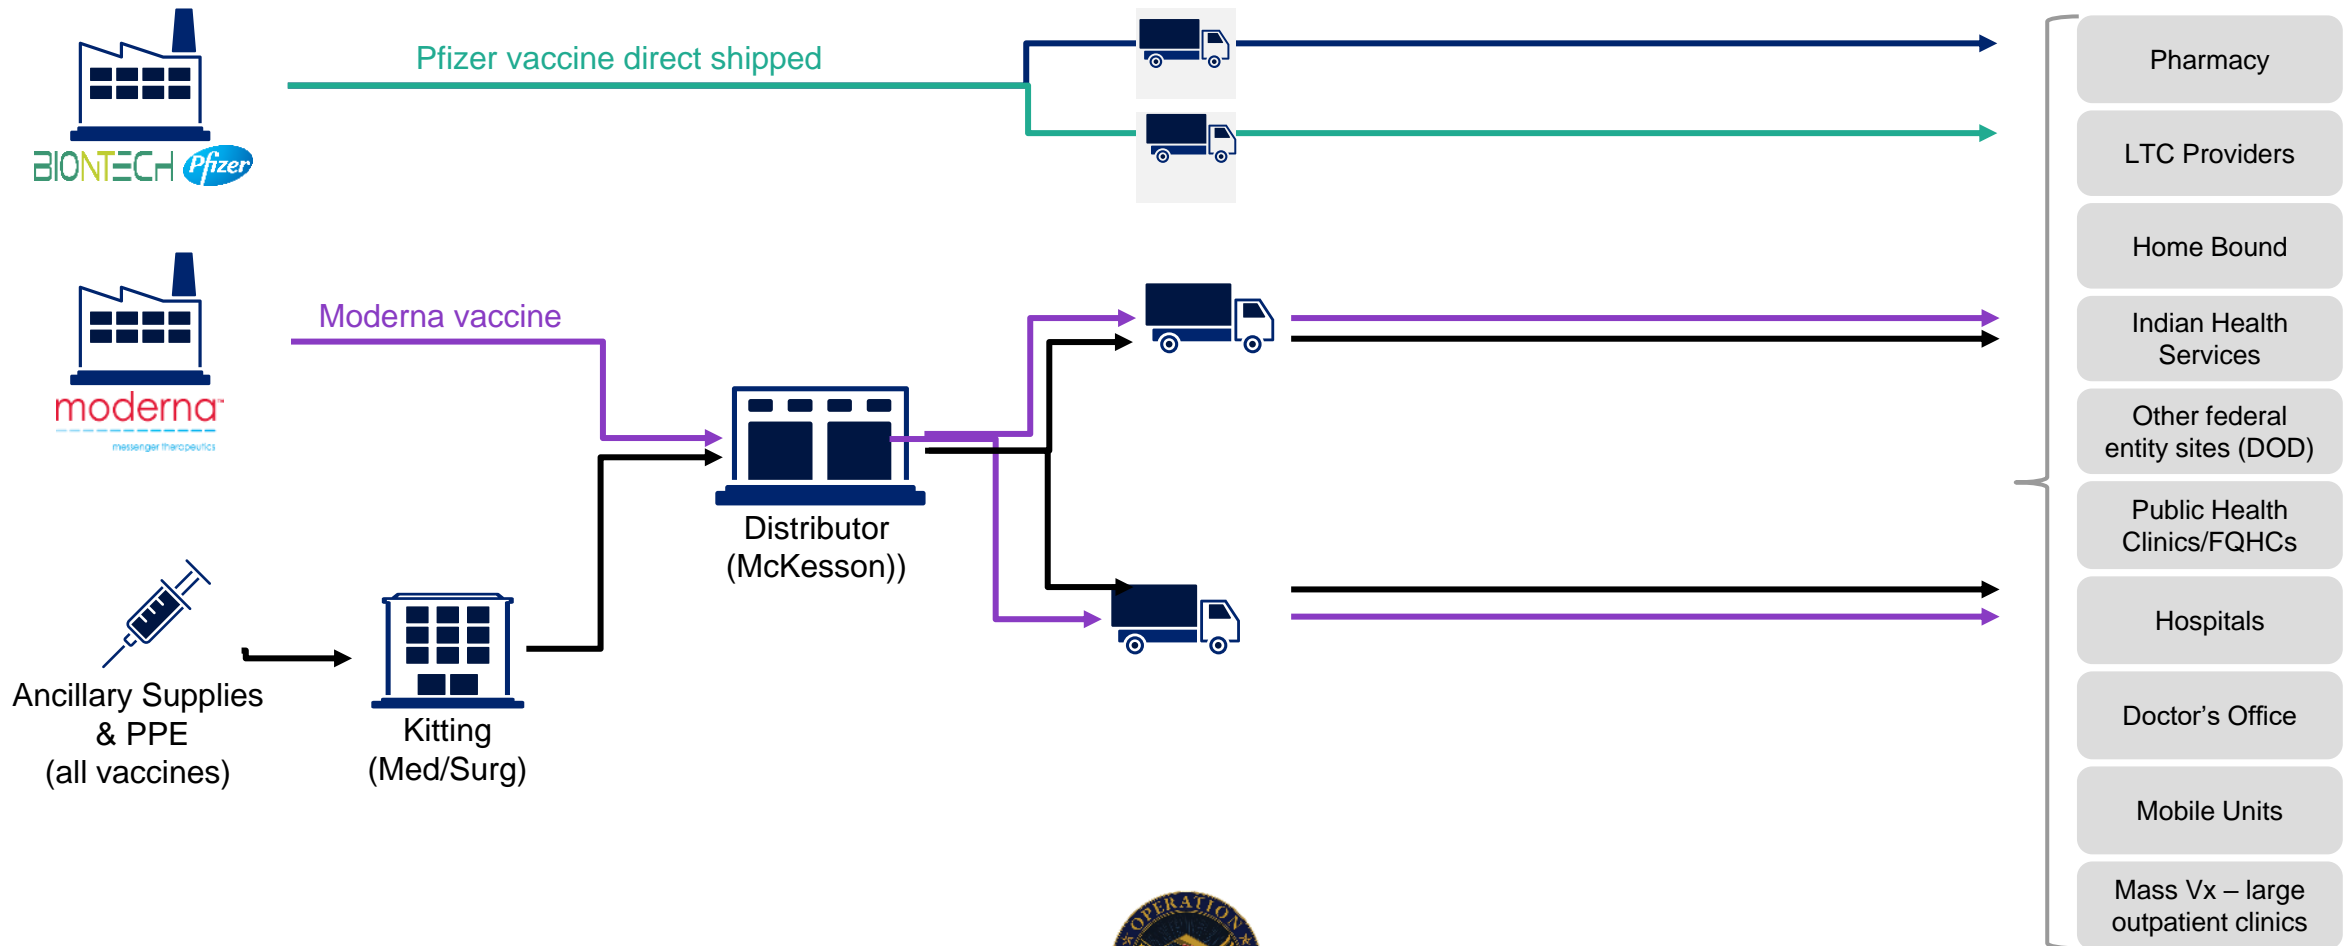 Pfizer vaccine direct shipped
BIONTECH Pfizer
Moderna vaccine
moderna™
messenger therapeutics
Distributor
(McKesson))
Ancillary Supplies
& PPE
(all vaccines)
Kitting
(Med/Surg)
Pharmacy
LTC Providers
Home Bound
Indian Health
Services
Other federal
entity sites (DOD)
Public Health
Clinics/FQHCs
Hospitals
Doctor’s Office
Mobile Units
Mass Vx – large
outpatient clinics
OPERATION